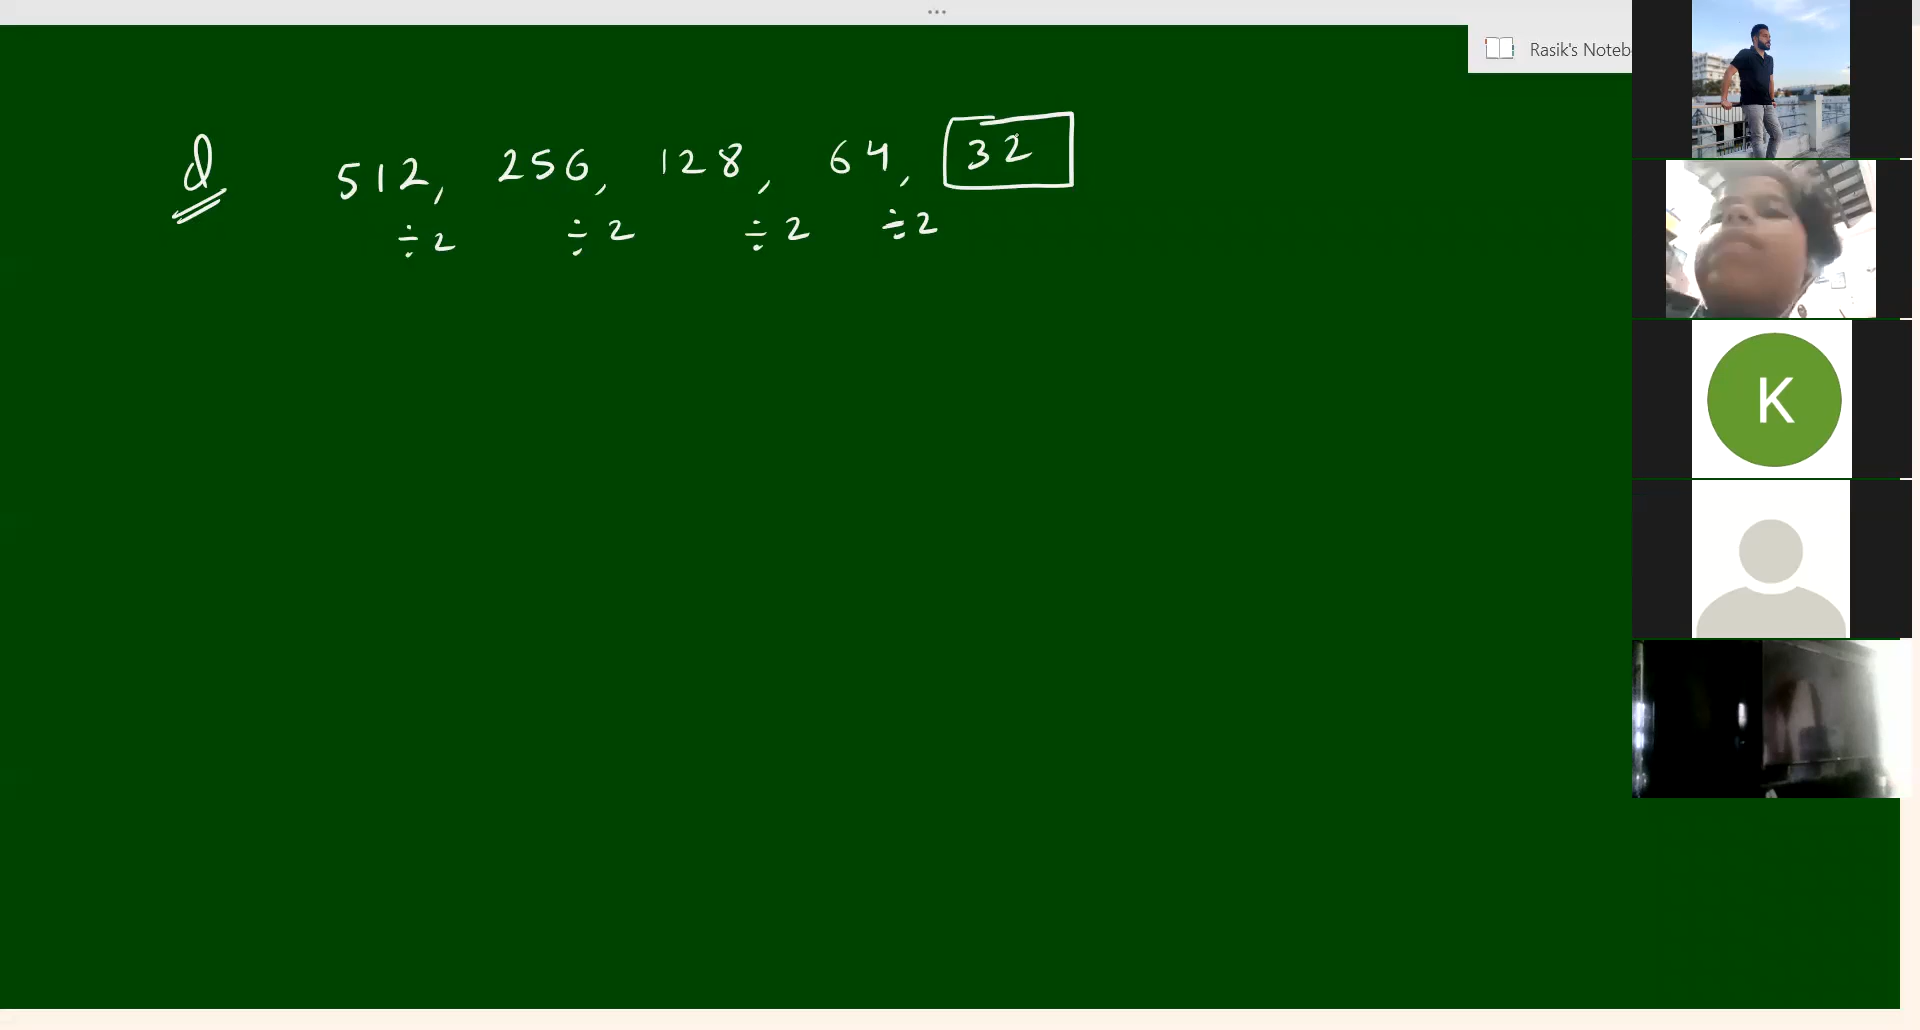 ...
Rasik's Noteb
d 512, 256, 128, 64, 32
÷2 ÷2 ÷2 ÷2
K